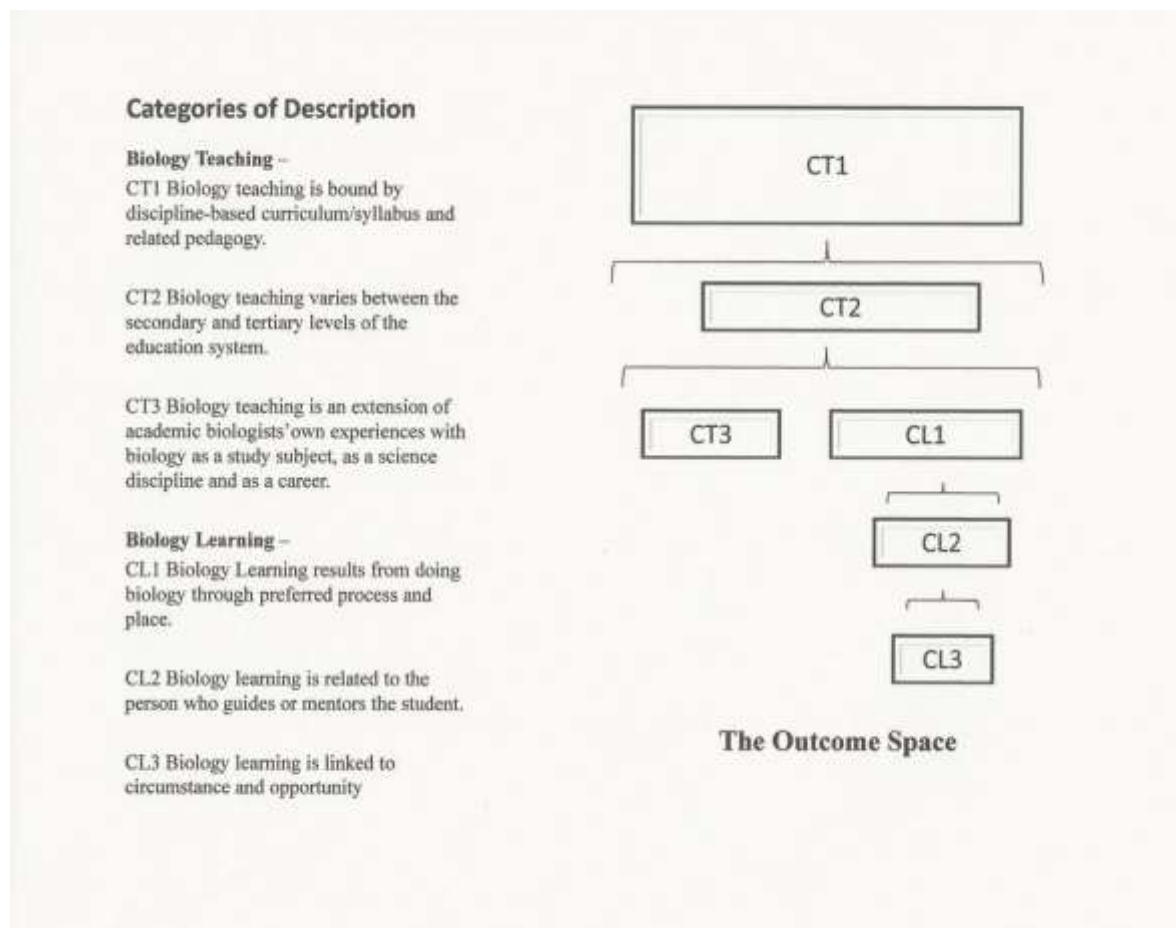 Categories of Description
Biology Teaching –
CT1 Biology teaching is bound by
discipline-based curriculum/syllabus and
related pedagogy.
CT2 Biology teaching varies between the
secondary and tertiary levels of the
education system.
CT3 Biology teaching is an extension of
academic biologists' own experiences with
biology as a study subject, as a science
discipline and as a career.
Biology Learning –
CL1 Biology Learning results from doing
biology through preferred process and
place.
CL2 Biology learning is related to the
person who guides or mentors the student.
CL3 Biology learning is linked to
circumstance and opportunity
CT1
CT2
CT3
CL1
CL2
CL3
The Outcome Space